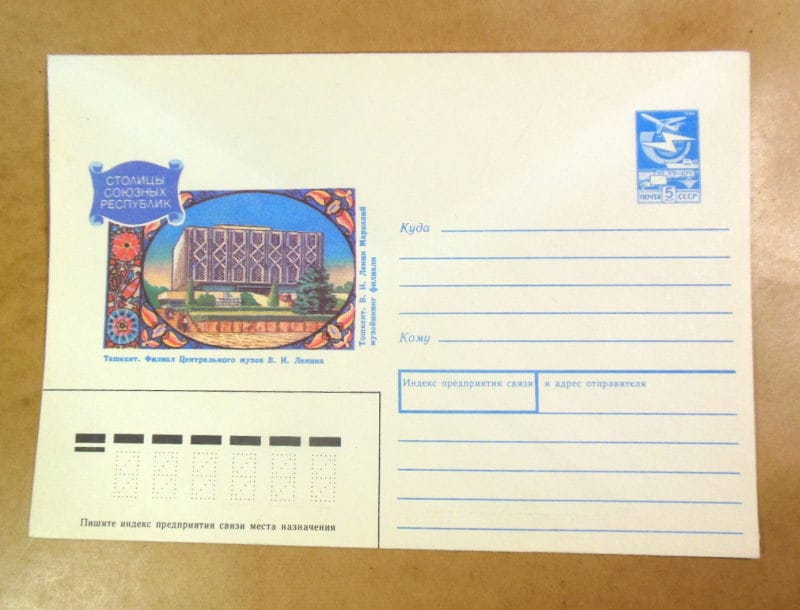 СТОЛИЦЫ
СОЮЗНЫХ
РЕСПУБЛИК
Тошкент. В. И. Ленин Марказий
музейининг филиали
Ташкент. Филиал Центрального музея В. И. Ленина
ПОЧТА 5 СССР
Куда
Кому
Индекс предприятия связи и адрес отправителя
Пишите индекс предприятия связи места назначения